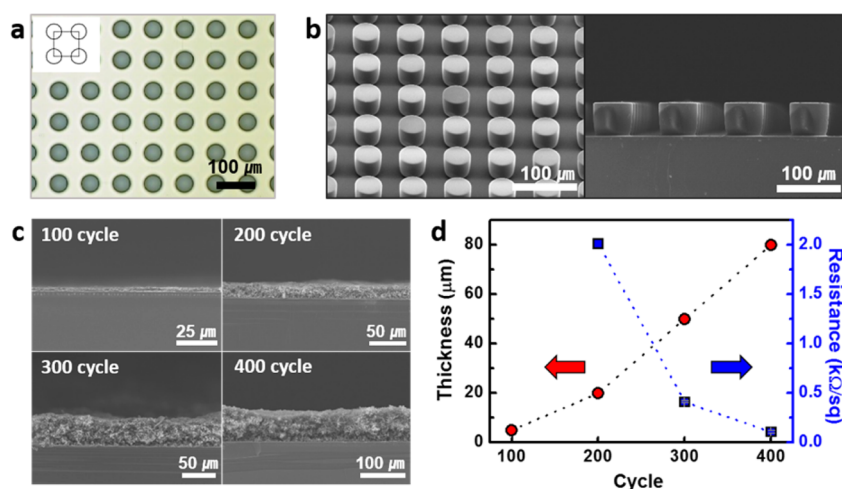 a
100 ㎛
b
100 ㎛
100 ㎛
c
100 cycle
25 ㎛
200 cycle
50 ㎛
300 cycle
50 ㎛
400 cycle
100 ㎛
d
Thickness (μm)
80
60
40
20
0
100
200
300
400
Cycle
2.0
1.5
1.0
0.5
0.0
Resistance (kΩ/sq)